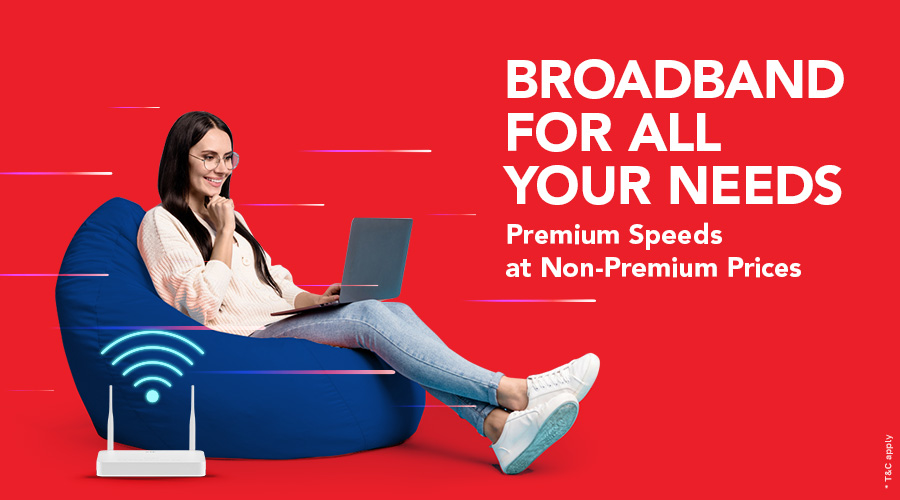 BROADBAND
FOR ALL
YOUR NEEDS
Premium Speeds
at Non-Premium Prices
* T&C apply